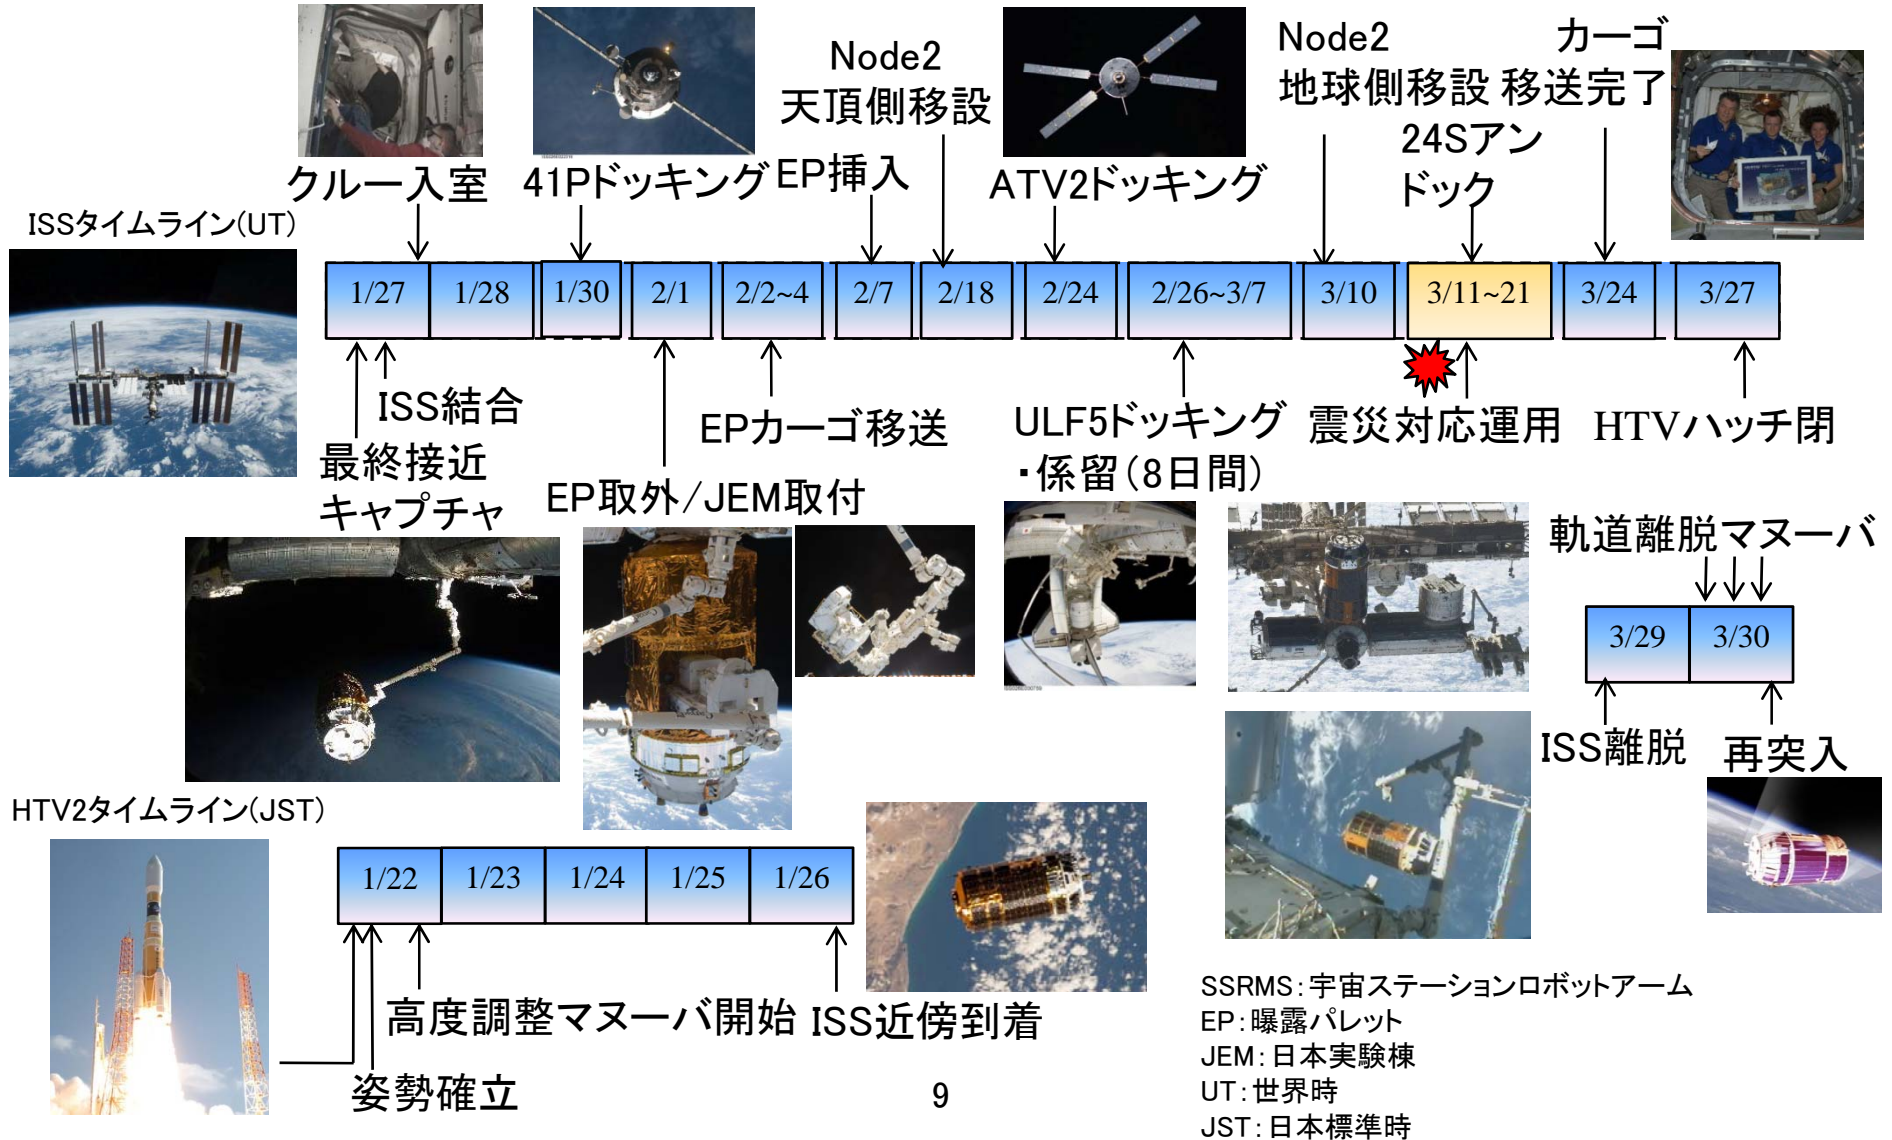 Node2
天頂側移設
Node2
地球側移設
カーゴ
移送完了
クルー入室
41Pドッキング
EP挿入
ATV2ドッキング
24Sアン
ドック
ISSタイムライン(UT)
1/27
1/28
1/30
2/1
2/2~4
2/7
2/18
2/24
2/26~3/7
3/10
3/11~21
3/24
3/27
ISS結合
最終接近
キャプチャ
EP取外/JEM取付
EPカーゴ移送
ULF5ドッキング
・係留(8日間)
震災対応運用
HTVハッチ閉
軌道離脱マヌーバ
3/29
3/30
ISS離脱
再突入
HTV2タイムライン(JST)
1/22
1/23
1/24
1/25
1/26
高度調整マヌーバ開始
ISS近傍到着
姿勢確立
SSRMS:宇宙ステーションロボットアーム
EP:曝露パレット
JEM:日本実験棟
UT:世界時
JST:日本標準時
9